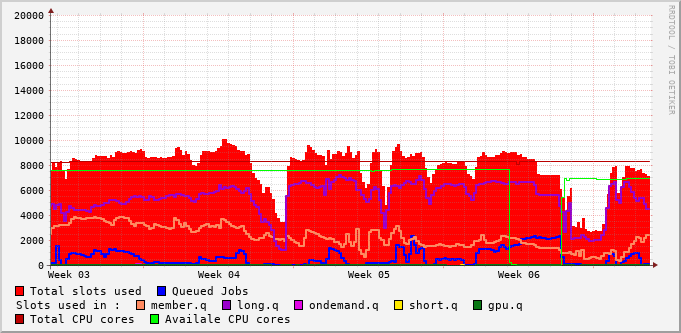 20000
18000
16000
14000
12000
10000
8000
6000
4000
2000
0
RRDTOOL / TOBI OETIKER
Week 03 Week 04 Week 05 Week 06
Total slots used Queued Jobs
Slots used in : member.q long.q ondemand.q short.q gpu.q
Total CPU cores Availale CPU cores